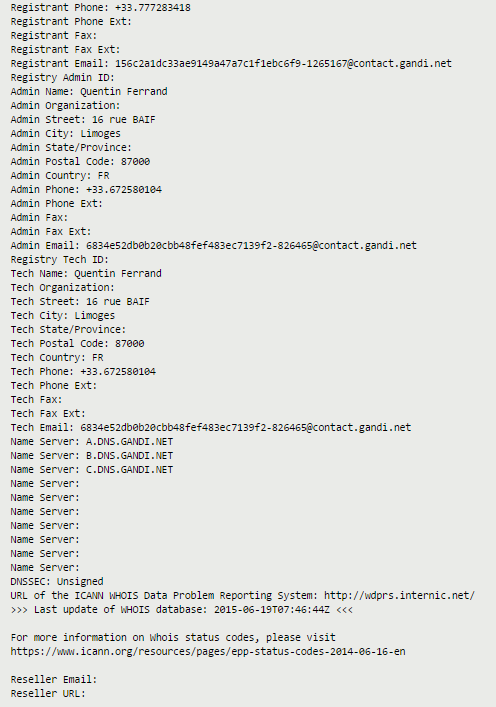 Registrant Phone: +33.777283418
Registrant Phone Ext:
Registrant Fax:
Registrant Fax Ext:
Registrant Email: 156c2a1dc33ae9149a47a7c1f1ebc6f9-1265167@contact.gandi.net
Registry Admin ID:
Admin Name: Quentin Ferrand
Admin Organization:
Admin Street: 16 rue BAIF
Admin City: Limoges
Admin State/Province:
Admin Postal Code: 87000
Admin Country: FR
Admin Phone: +33.672580104
Admin Phone Ext:
Admin Fax:
Admin Fax Ext:
Admin Email: 6834e52db0b20cbb48fef483ec7139f2-826465@contact.gandi.net
Registry Tech ID:
Tech Name: Quentin Ferrand
Tech Organization:
Tech Street: 16 rue BAIF
Tech City: Limoges
Tech State/Province:
Tech Postal Code: 87000
Tech Country: FR
Tech Phone: +33.672580104
Tech Phone Ext:
Tech Fax:
Tech Fax Ext:
Tech Email: 6834e52db0b20cbb48fef483ec7139f2-826465@contact.gandi.net
Name Server: A.DNS.GANDI.NET
Name Server: B.DNS.GANDI.NET
Name Server: C.DNS.GANDI.NET
Name Server:
Name Server:
Name Server:
Name Server:
Name Server:
Name Server:
Name Server:
DNSSEC: Unsigned
URL of the ICANN WHOIS Data Problem Reporting System: http://wdprs.internic.net/
>>> Last update of WHOIS database: 2015-06-19T07:46:44Z <<<
For more information on Whois status codes, please visit
https://www.icann.org/resources/pages/epp-status-codes-2014-06-16-en
Reseller Email:
Reseller URL: